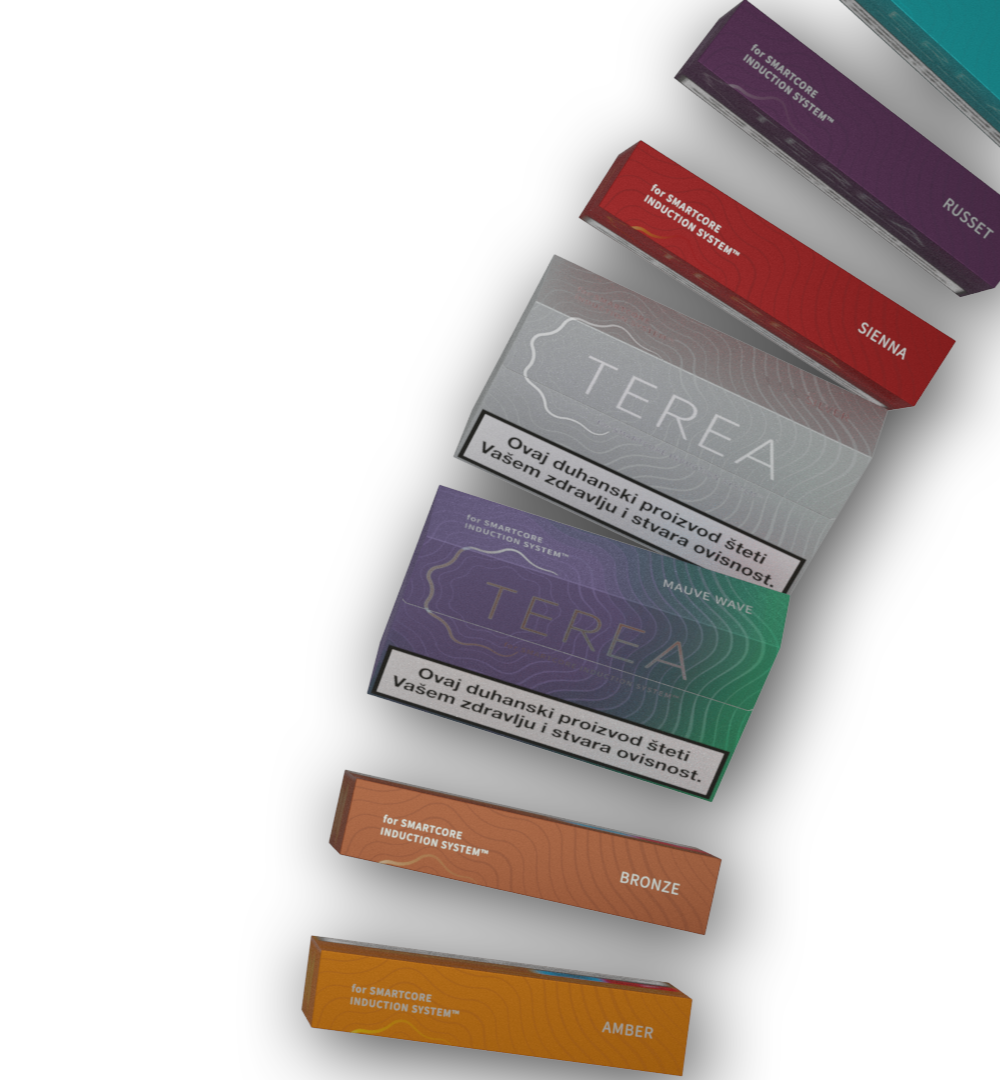 for SMARTCORE
INDUCTION SYSTEM™
RUSSET
for SMARTCORE
INDUCTION SYSTEM™
SIENNA
TEREA
Ovaj duhanski proizvod šteti
Vašem zdravlju i stvara ovisnost.
for SMARTCORE
INDUCTION SYSTEM™
MAUVE WAVE
TEREA
Ovaj duhanski proizvod šteti
Vašem zdravlju i stvara ovisnost.
for SMARTCORE
INDUCTION SYSTEM™
BRONZE
for SMARTCORE
INDUCTION SYSTEM™
AMBER